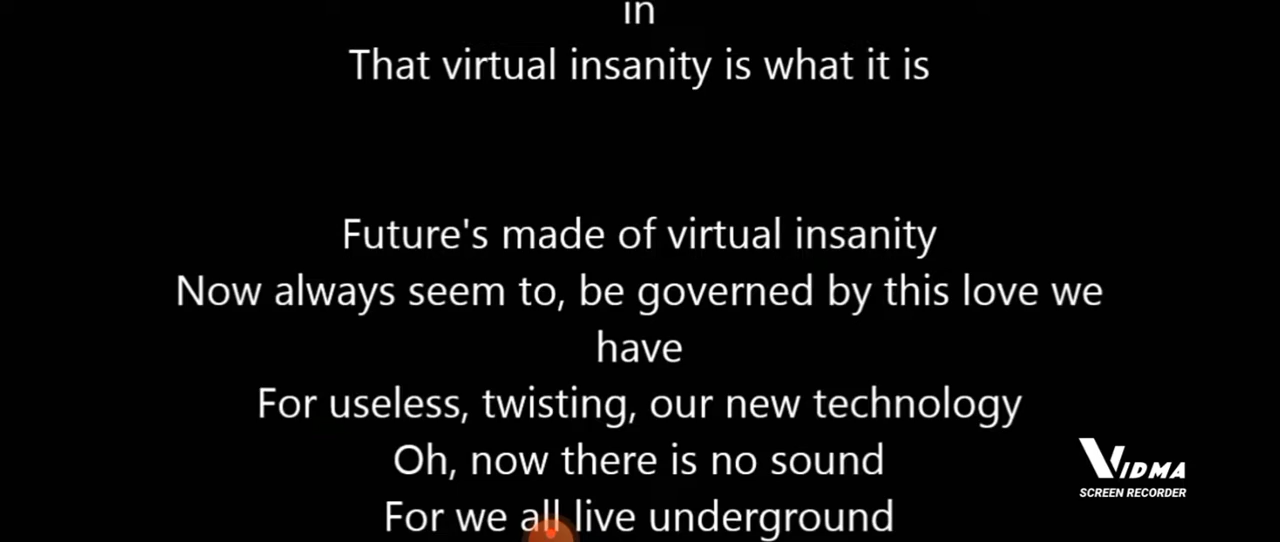 in
That virtual insanity is what it is
Future's made of virtual insanity
Now always seem to, be governed by this love we
have
For useless, twisting, our new technology
Oh, now there is no sound
For we all live underground
VIDMA
SCREEN RECORDER